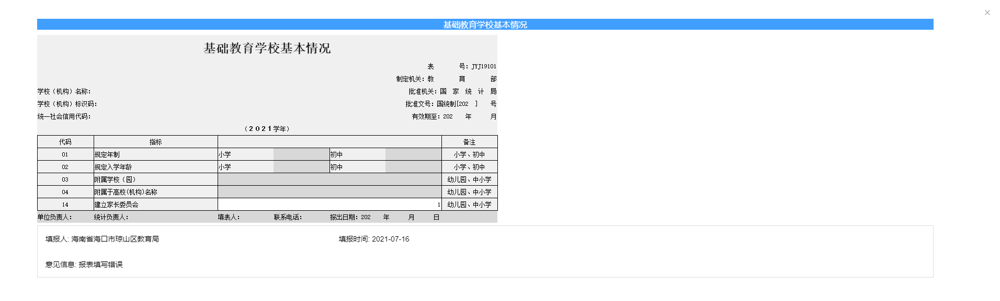 基础教育学校基本情况
基础教育学校基本情况
表 号：JYJ19101
制定机关：教 育 部
学校（机构）名称： 批准机关：国 家 统 计 局
学校（机构）标识码： 批准文号：国统制[202 ] 号
统一社会信用代码： 有效期至：202 年 月
（２０２１学年）
代码 指标 备注
01 规定年制 小学 初中 小学、初中
02 规定入学年龄 小学 初中 小学、初中
03 附属学校（园） 幼儿园、中小学
04 附属于高校(机构)名称 幼儿园、中小学
14 建立家长委员会 1 幼儿园、中小学
单位负责人： 统计负责人： 填表人： 联系电话： 报出日期：202 年 月 日
填报人: 海南省海口市琼山区教育局 填报时间: 2021-07-16
意见信息: 报表填写错误